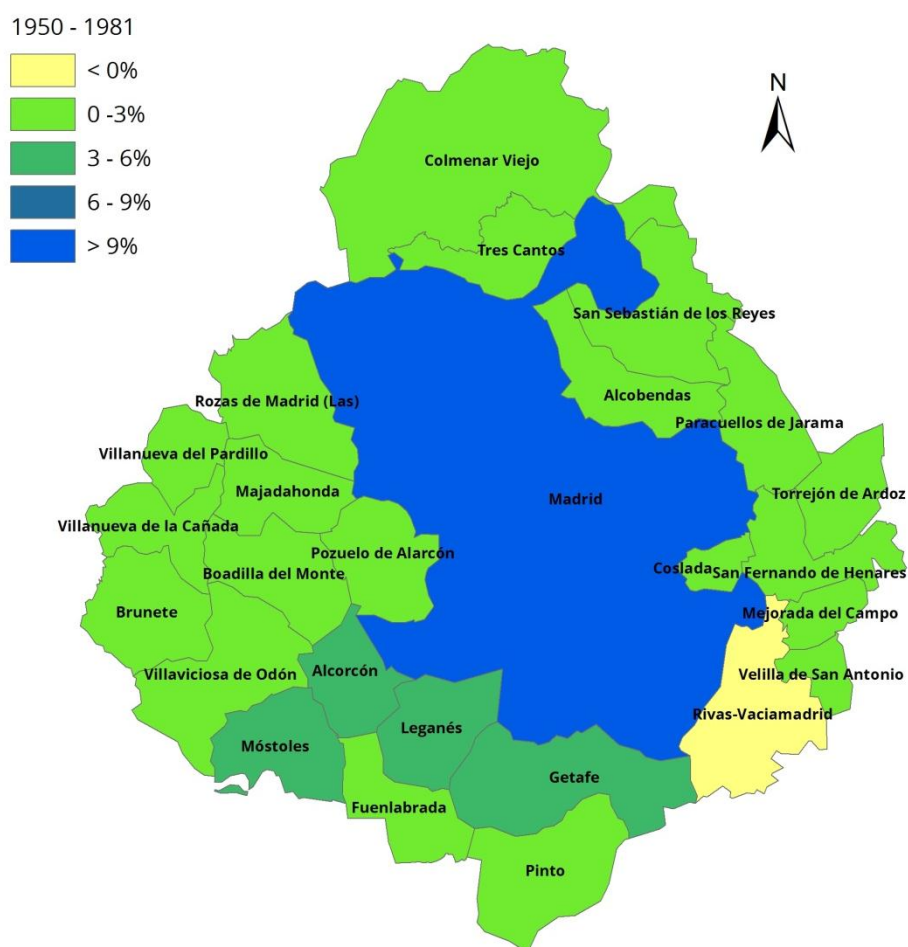 1950 - 1981
< 0%
0 -3%
3 - 6%
6 - 9%
> 9%
N
Colmenar Viejo
Tres Cantos
San Sebastián de los Reyes
Alcobendas
Rozas de Madrid (Las)
Paracuellos de Jarama
Villanueva del Pardillo
Majadahonda
Madrid
Torrejón de Ardoz
Villanueva de la Cañada
Pozuelo de Alarcón
Coslada
San Fernando de Henares
Boadilla del Monte
Brunete
Mejorada del Campo
Villaviciosa de Odón
Alcorcón
Velilla de San Antonio
Rivas-Vaciamadrid
Leganés
Móstoles
Getafe
Fuenlabrada
Pinto